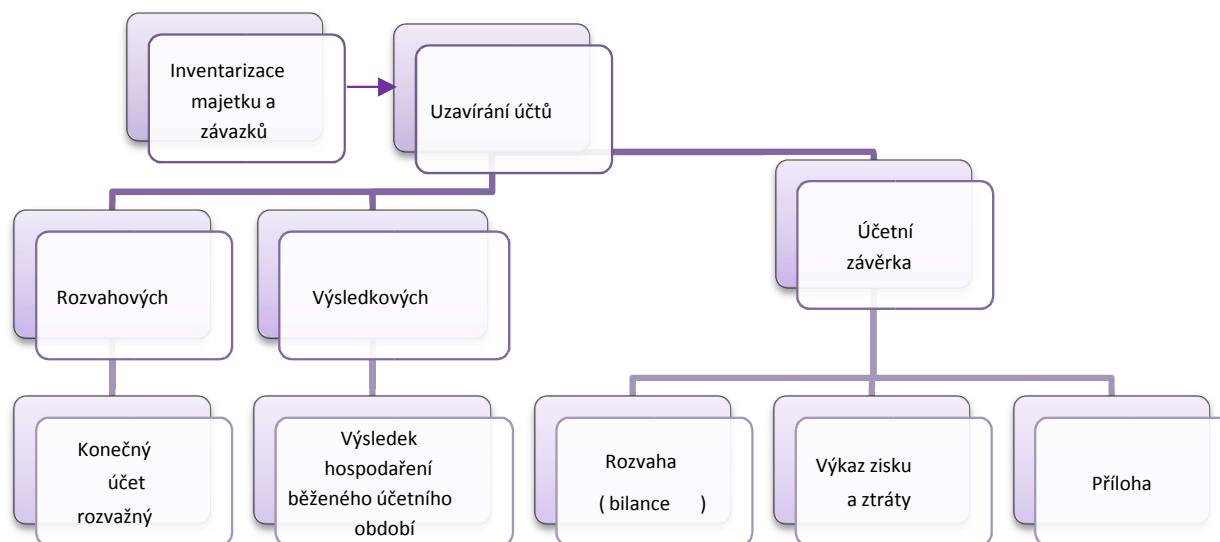 Inventarizace
majetku a
závazků
Uzavírání účtů
Účetní
závěrka
Rozvahových
Výsledkových
Konečný
účet
rozvažný
Výsledek
hospodaření
běženého účetního
období
Rozvaha
( bilance )
Výkaz zisku
a ztráty
Příloha